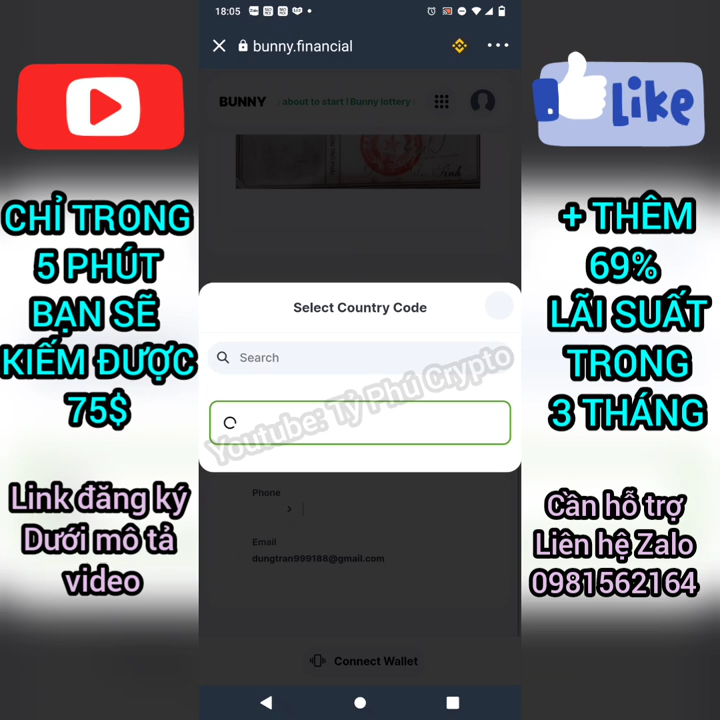 18:05
bunny.financial
BUNNY
about to start ! Bunny lottery
Like
CHỈ TRONG
5 PHÚT
BẠN SẼ
KIẾM ĐƯỢC
75$
Link đăng ký
Dưới mô tả
video
Select Country Code
Search
Youtube: Tỷ Phú Crypto
Phone
Email
dungtran999168@gmail.com
Connect Wallet
+ THÊM
69%
LÃI SUẤT
TRONG
3 THÁNG
Cần hỗ trợ
Liên hệ Zalo
0981562164